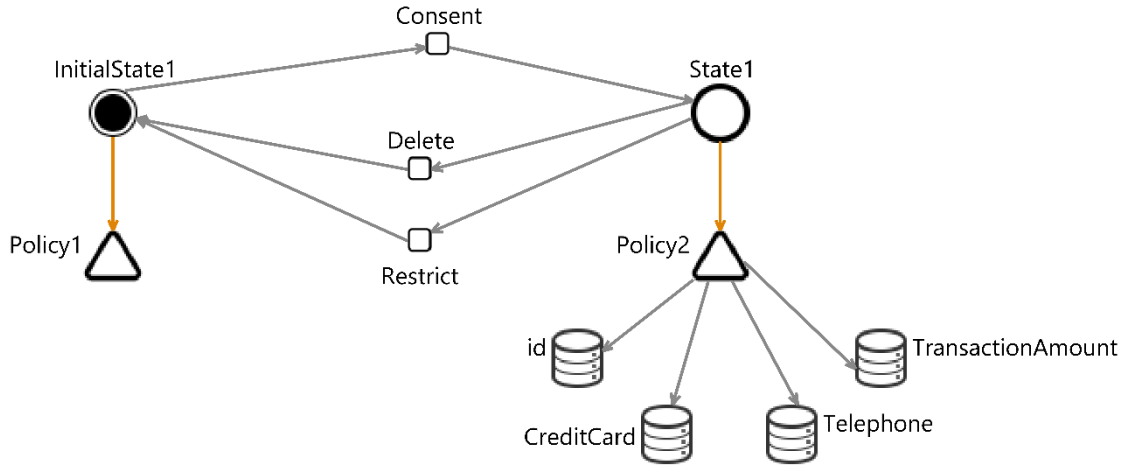 Consent
InitialState1
State1
Delete
Policy1
Policy2
Restrict
id
TransactionAmount
CreditCard
Telephone